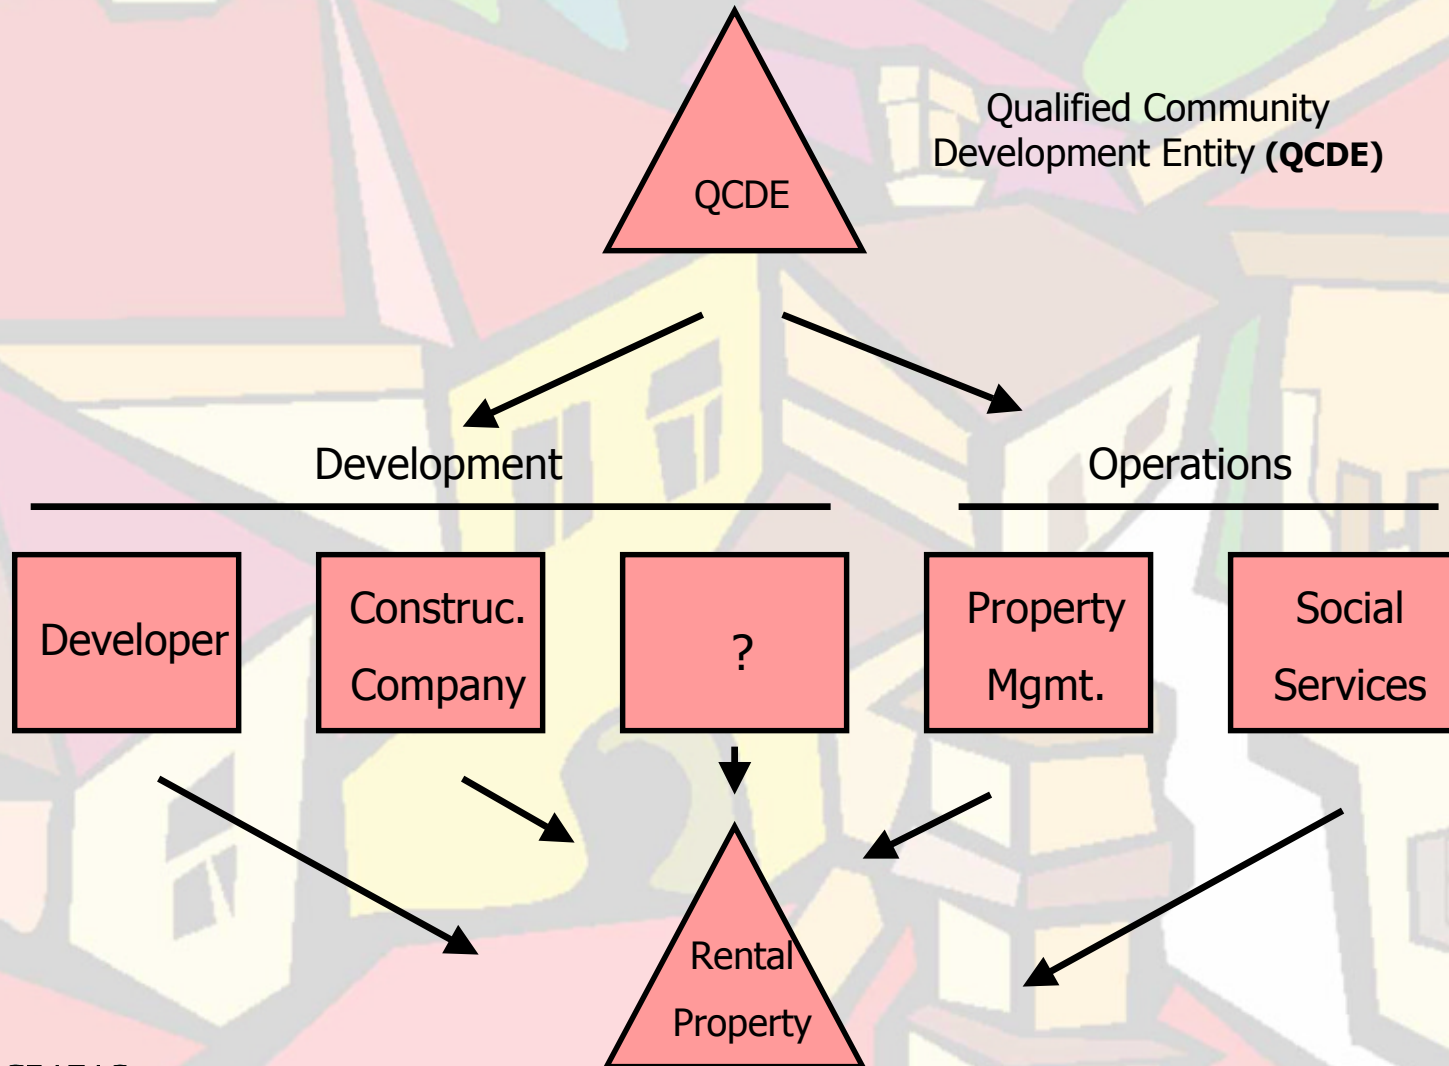 QCDE
Qualified Community
Development Entity (QCDE)
Development
Operations
Developer
Construc.
Company
?
Property
Mgmt.
Social
Services
Rental
Property